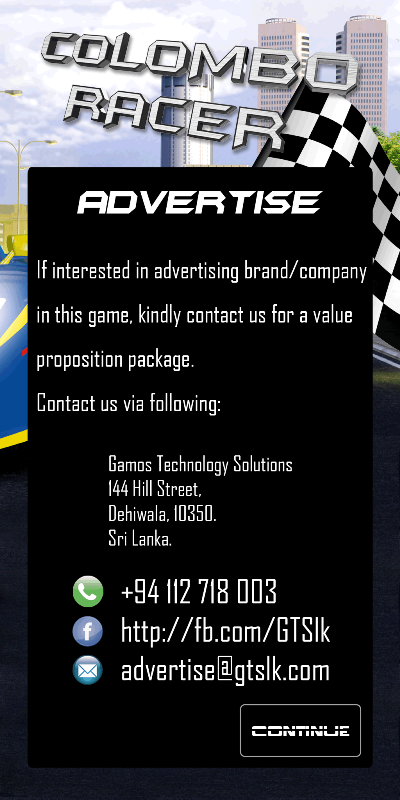 COLOMBO
RACER
ADVERTISE
If interested in advertising brand/company
in this game, kindly contact us for a value
proposition package.
Contact us via following:
Gamos Technology Solutions
144 Hill Street,
Dehiwala, 10350.
Sri Lanka.
+94 112 718 003
http://fb.com/GTSlk
advertise@gtslk.com
CONTINUE